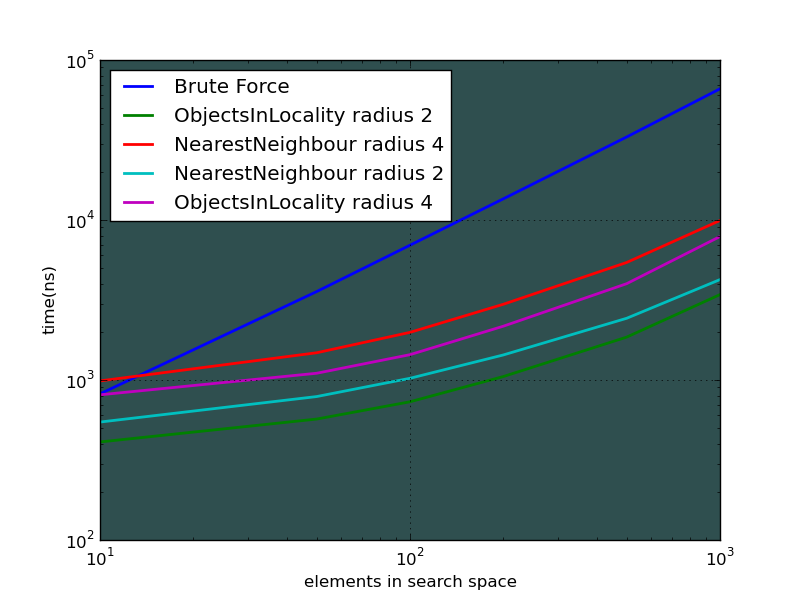 10^5
Brute Force
ObjectsInLocality radius 2
NearestNeighbour radius 4
NearestNeighbour radius 2
ObjectsInLocality radius 4
10^4
time(ns)
10^3
10^2
10^1 10^2 10^3
elements in search space